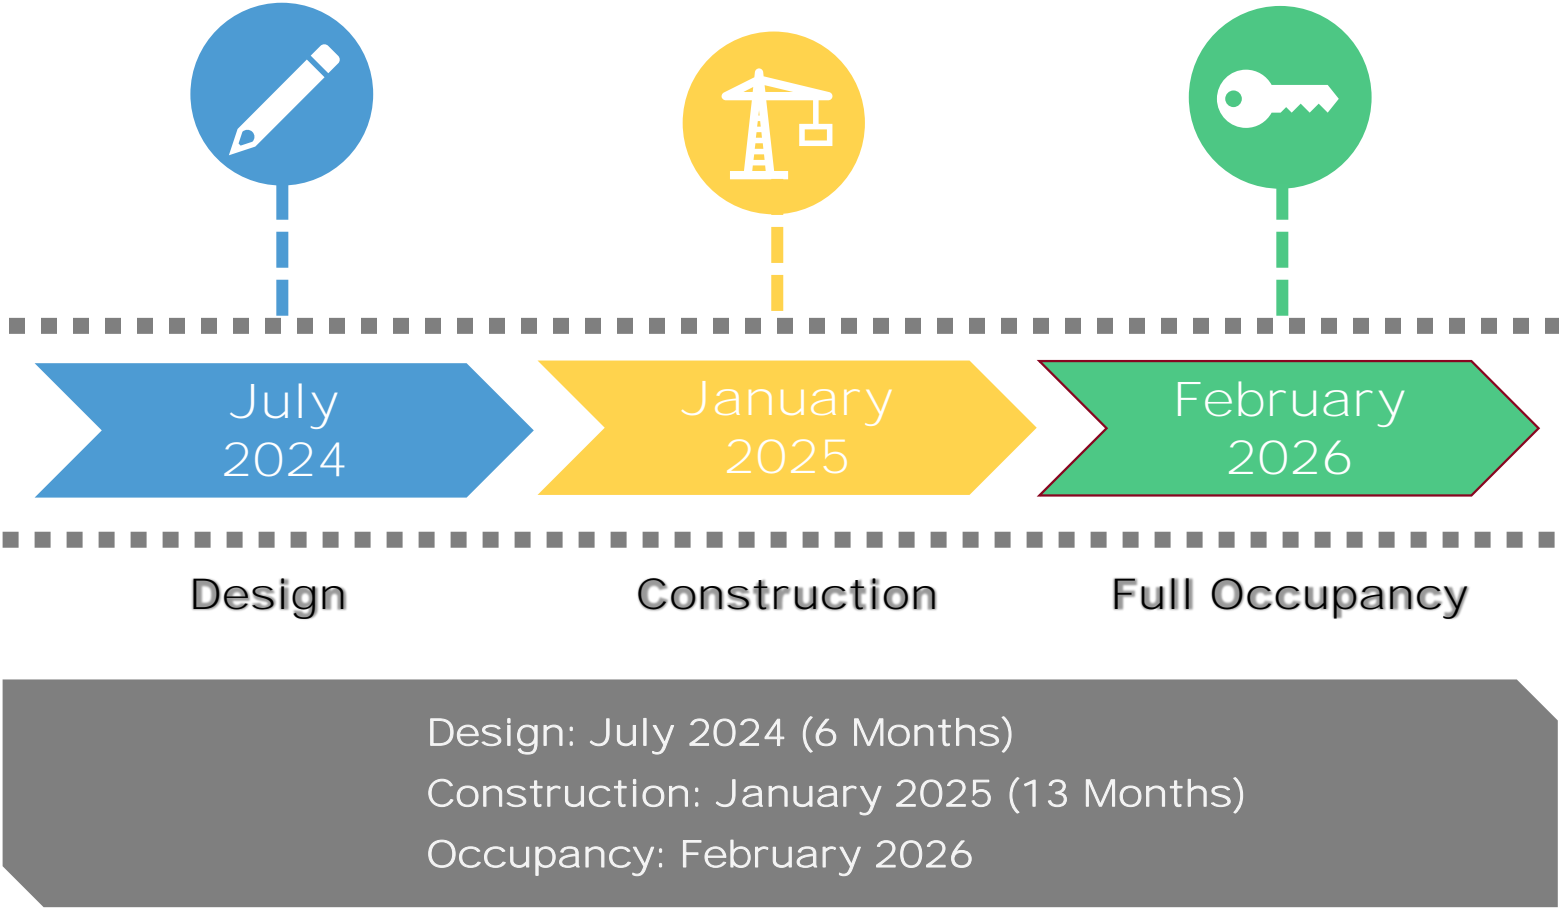 July
2024
January
2025
February
2026
Design
Construction
Full Occupancy
Design: July 2024 (6 Months)
Construction: January 2025 (13 Months)
Occupancy: February 2026